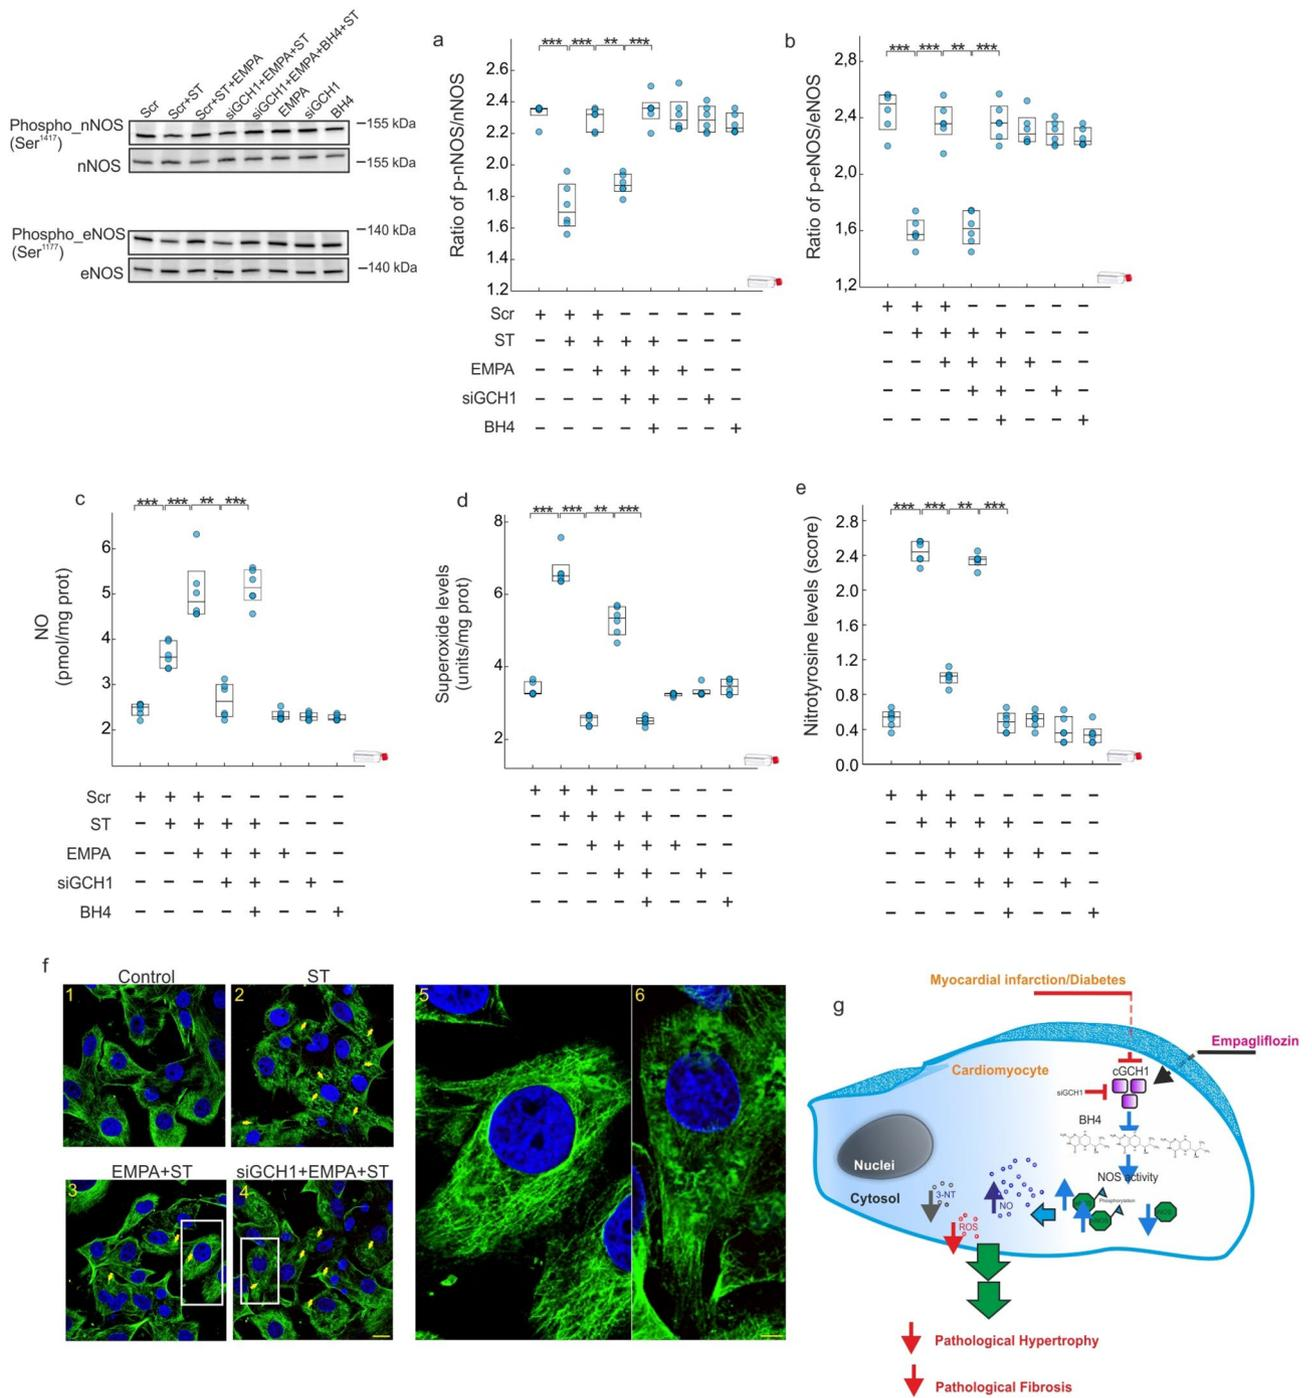 Scr
Scr+ST
Scr+ST+EMPA
siGCH1+EMPA+ST
siGCH1+EMPA+BH4+ST
EMPA
siGCH1
BH4
Phospho_nNOS
(Ser1417)
−155 kDa
nNOS
−155 kDa
Phospho_eNOS
(Ser1177)
−140 kDa
eNOS
−140 kDa
a
*** *** ** ***
Ratio of p-nNOS/nNOS
2.6
2.4
2.2
2.0
1.8
1.6
1.4
1.2
Scr + + + − − − − −
ST − + + + + − − −
EMPA − − + + + + − −
siGCH1 − − − + + − + −
BH4 − − − − + − − +
b
*** *** ** ***
Ratio of p-eNOS/eNOS
2.8
2.4
2.0
1.6
1,2
+ + + − − − − −
− + + + + − − −
− − + + + + − −
− − − + + − + −
− − − − + − − +
c
*** *** ** ***
NO
(pmol/mg prot)
6
5
4
3
2
Scr + + + − − − − −
ST − + + + + − − −
EMPA − − + + + + − −
siGCH1 − − − + + − + −
BH4 − − − − + − − +
d
*** *** ** ***
Superoxide levels
(units/mg prot)
8
6
4
2
+ + + − − − − −
− + + + + − − −
− − + + + + − −
− − − + + − + −
− − − − + − − +
e
*** *** ** ***
Nitrotyrosine levels (score)
2.8
2.4
2.0
1.6
1.2
0.8
0.4
0.0
+ + + − − − − −
− + + + + − − −
− − + + + + − −
− − − + + − + −
− − − − + − − +
f
Control
ST
1
2
EMPA+ST
siGCH1+EMPA+ST
3
4
5
6
g
Myocardial infarction/Diabetes
Empagliflozin
Cardiomyocyte
cGCH1
siGCH1
BH4
Nuclei
Cytosol
NOS activity
Phosphorylation
3-NT
NO
ROS
Pathological Hypertrophy
Pathological Fibrosis